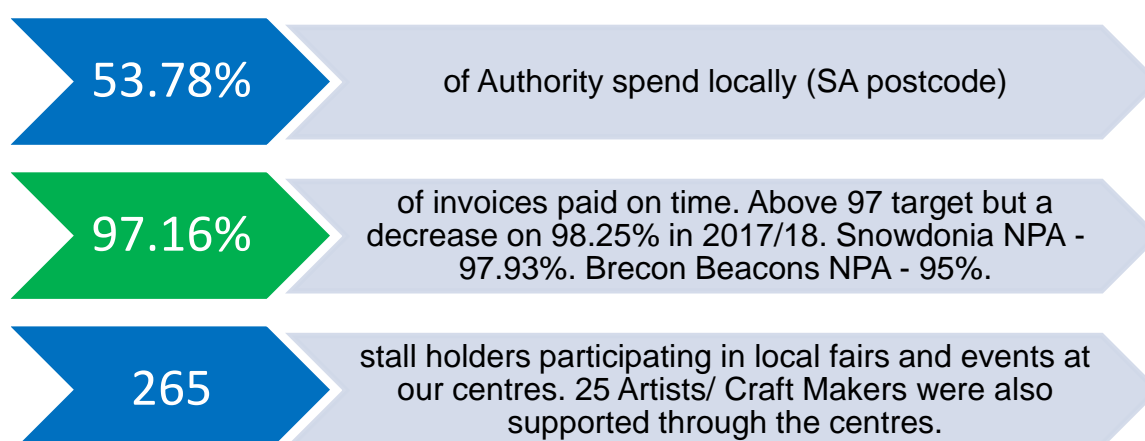 53.78%
of Authority spend locally (SA postcode)
97.16%
of invoices paid on time. Above 97 target but a
decrease on 98.25% in 2017/18. Snowdonia NPA -
97.93%. Brecon Beacons NPA - 95%.
265
stall holders participating in local fairs and events at
our centres. 25 Artists/ Craft Makers were also
supported through the centres.